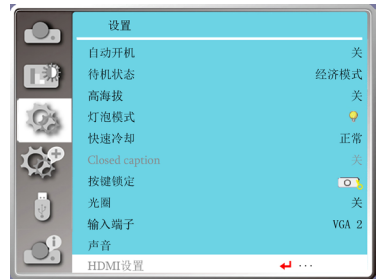 设置
自动开机 关
待机状态 经济模式
高海拔 关
灯泡模式
快速冷却 正常
Closed caption 关
按键锁定
光圈 关
输入端子 VGA 2
声音
HDMI设置 ...